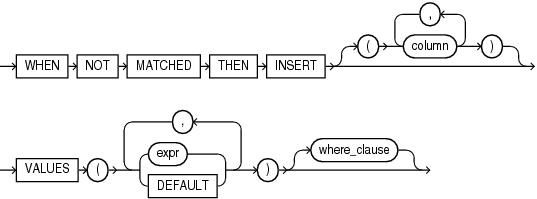 ,
WHEN NOT MATCHED THEN INSERT ( column )
,
VALUES ( expr ) where_clause
DEFAULT